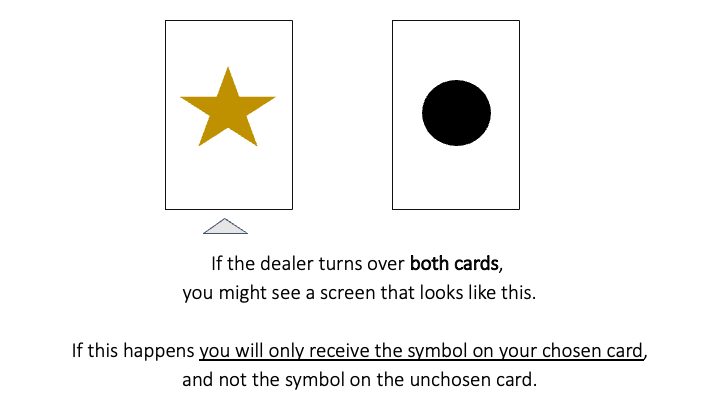 If the dealer turns over both cards,
you might see a screen that looks like this.
If this happens you will only receive the symbol on your chosen card,
and not the symbol on the unchosen card.